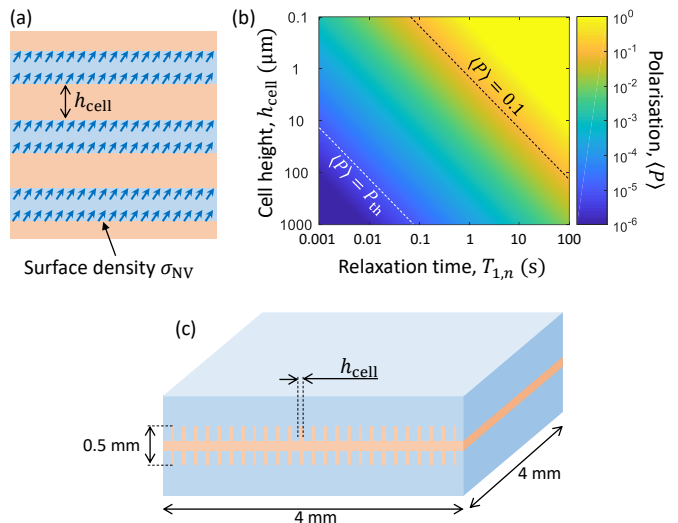 (a)
h_cell
Surface density σ_NV
(b)
Cell height, h_cell (μm)
0.1
1
10
100
1000
0.001
0.01
0.1
1
10
100
Relaxation time, T_{1,n} (s)
⟨P⟩ = 0.1
⟨P⟩ = P_th
10^0
10^{-1}
10^{-2}
10^{-3}
10^{-4}
10^{-5}
10^{-6}
Polarisation, ⟨P⟩
(c)
h_cell
0.5 mm
4 mm
4 mm